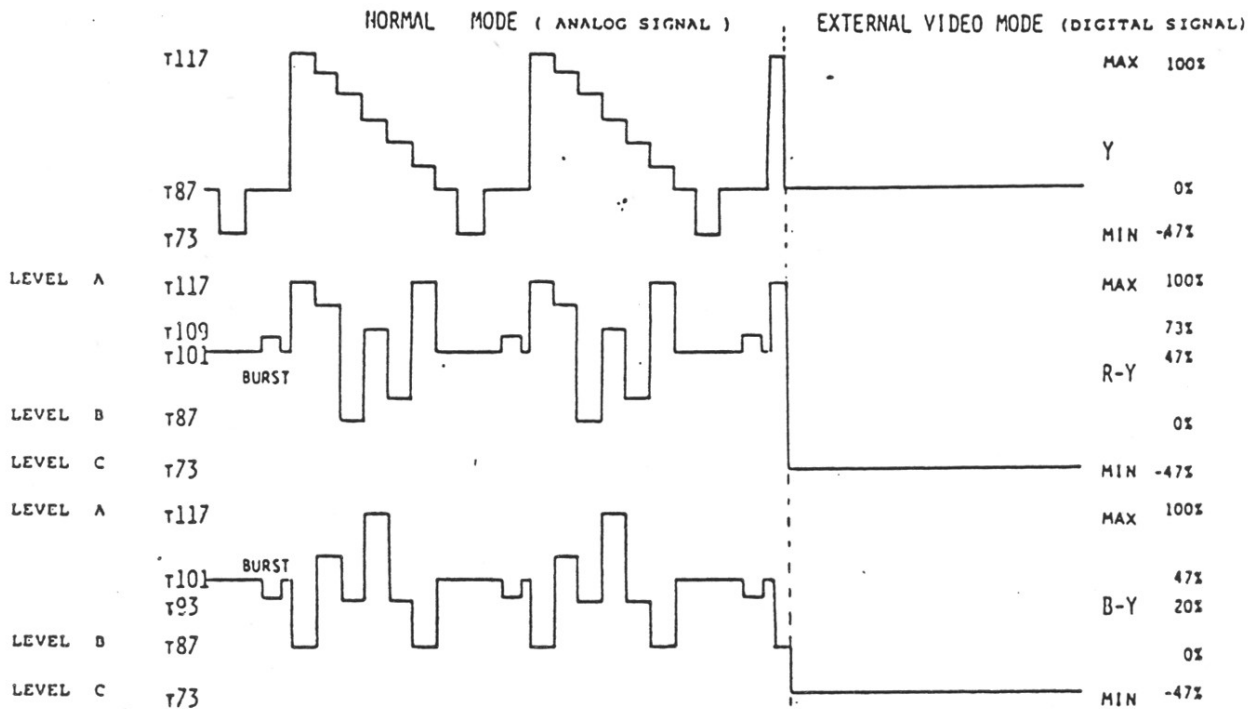 NORMAL MODE ( ANALOG SIGNAL ) EXTERNAL VIDEO MODE (DIGITAL SIGNAL)
T117 MAX 100%
Y
T87 0%
T73 MIN -47%
LEVEL A T117 MAX 100%
T109 73%
T101 47%
BURST R-Y
LEVEL B T87 0%
LEVEL C T73 MIN -47%
LEVEL A T117 MAX 100%
BURST
T101 47%
T93 B-Y 20%
LEVEL B T87 0%
LEVEL C T73 MIN -47%